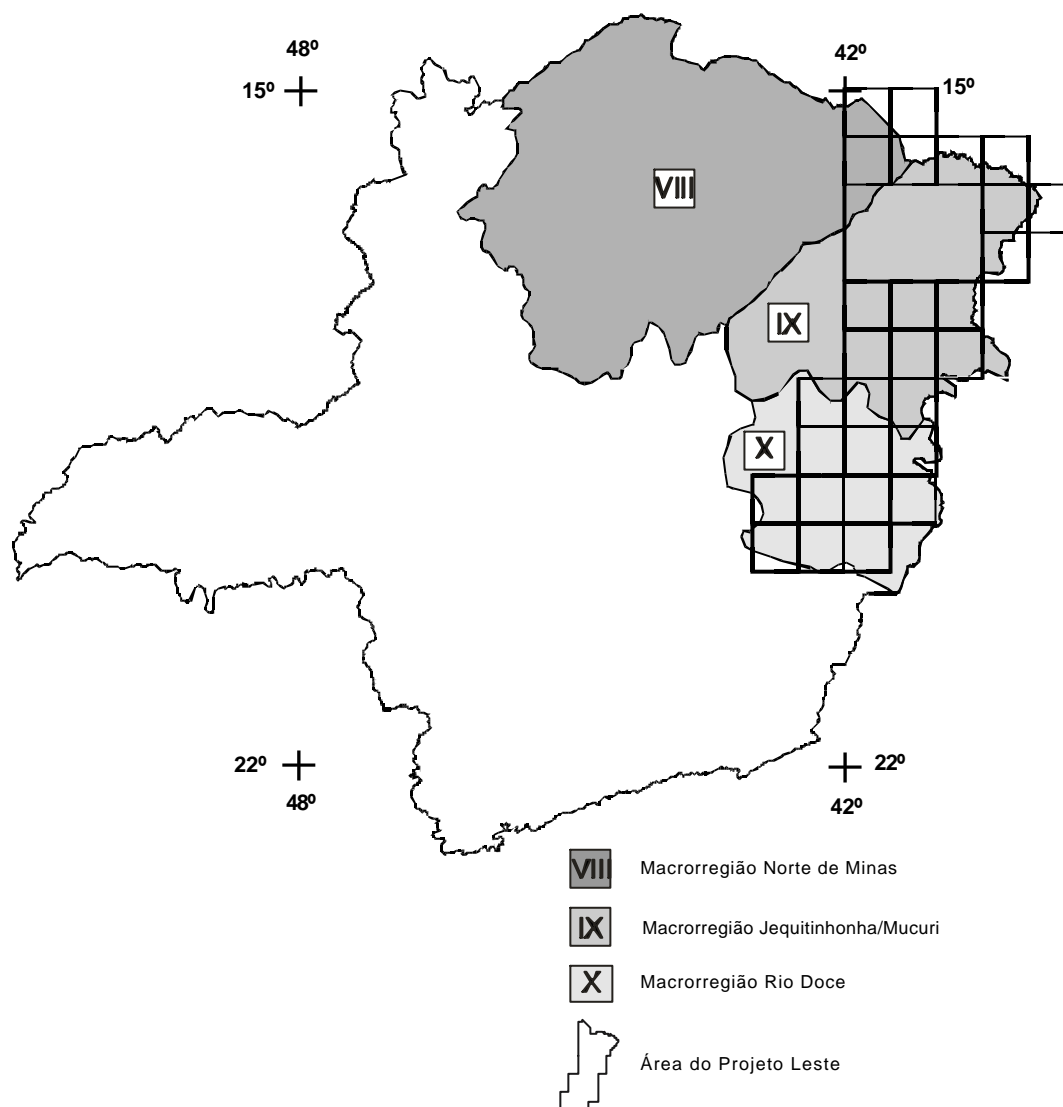 48º
42º
15º
15º
VIII
IX
X
22º
22º
48º
42º
VIII Macrorregião Norte de Minas
IX Macrorregião Jequitinhonha/Mucuri
X Macrorregião Rio Doce
Área do Projeto Leste